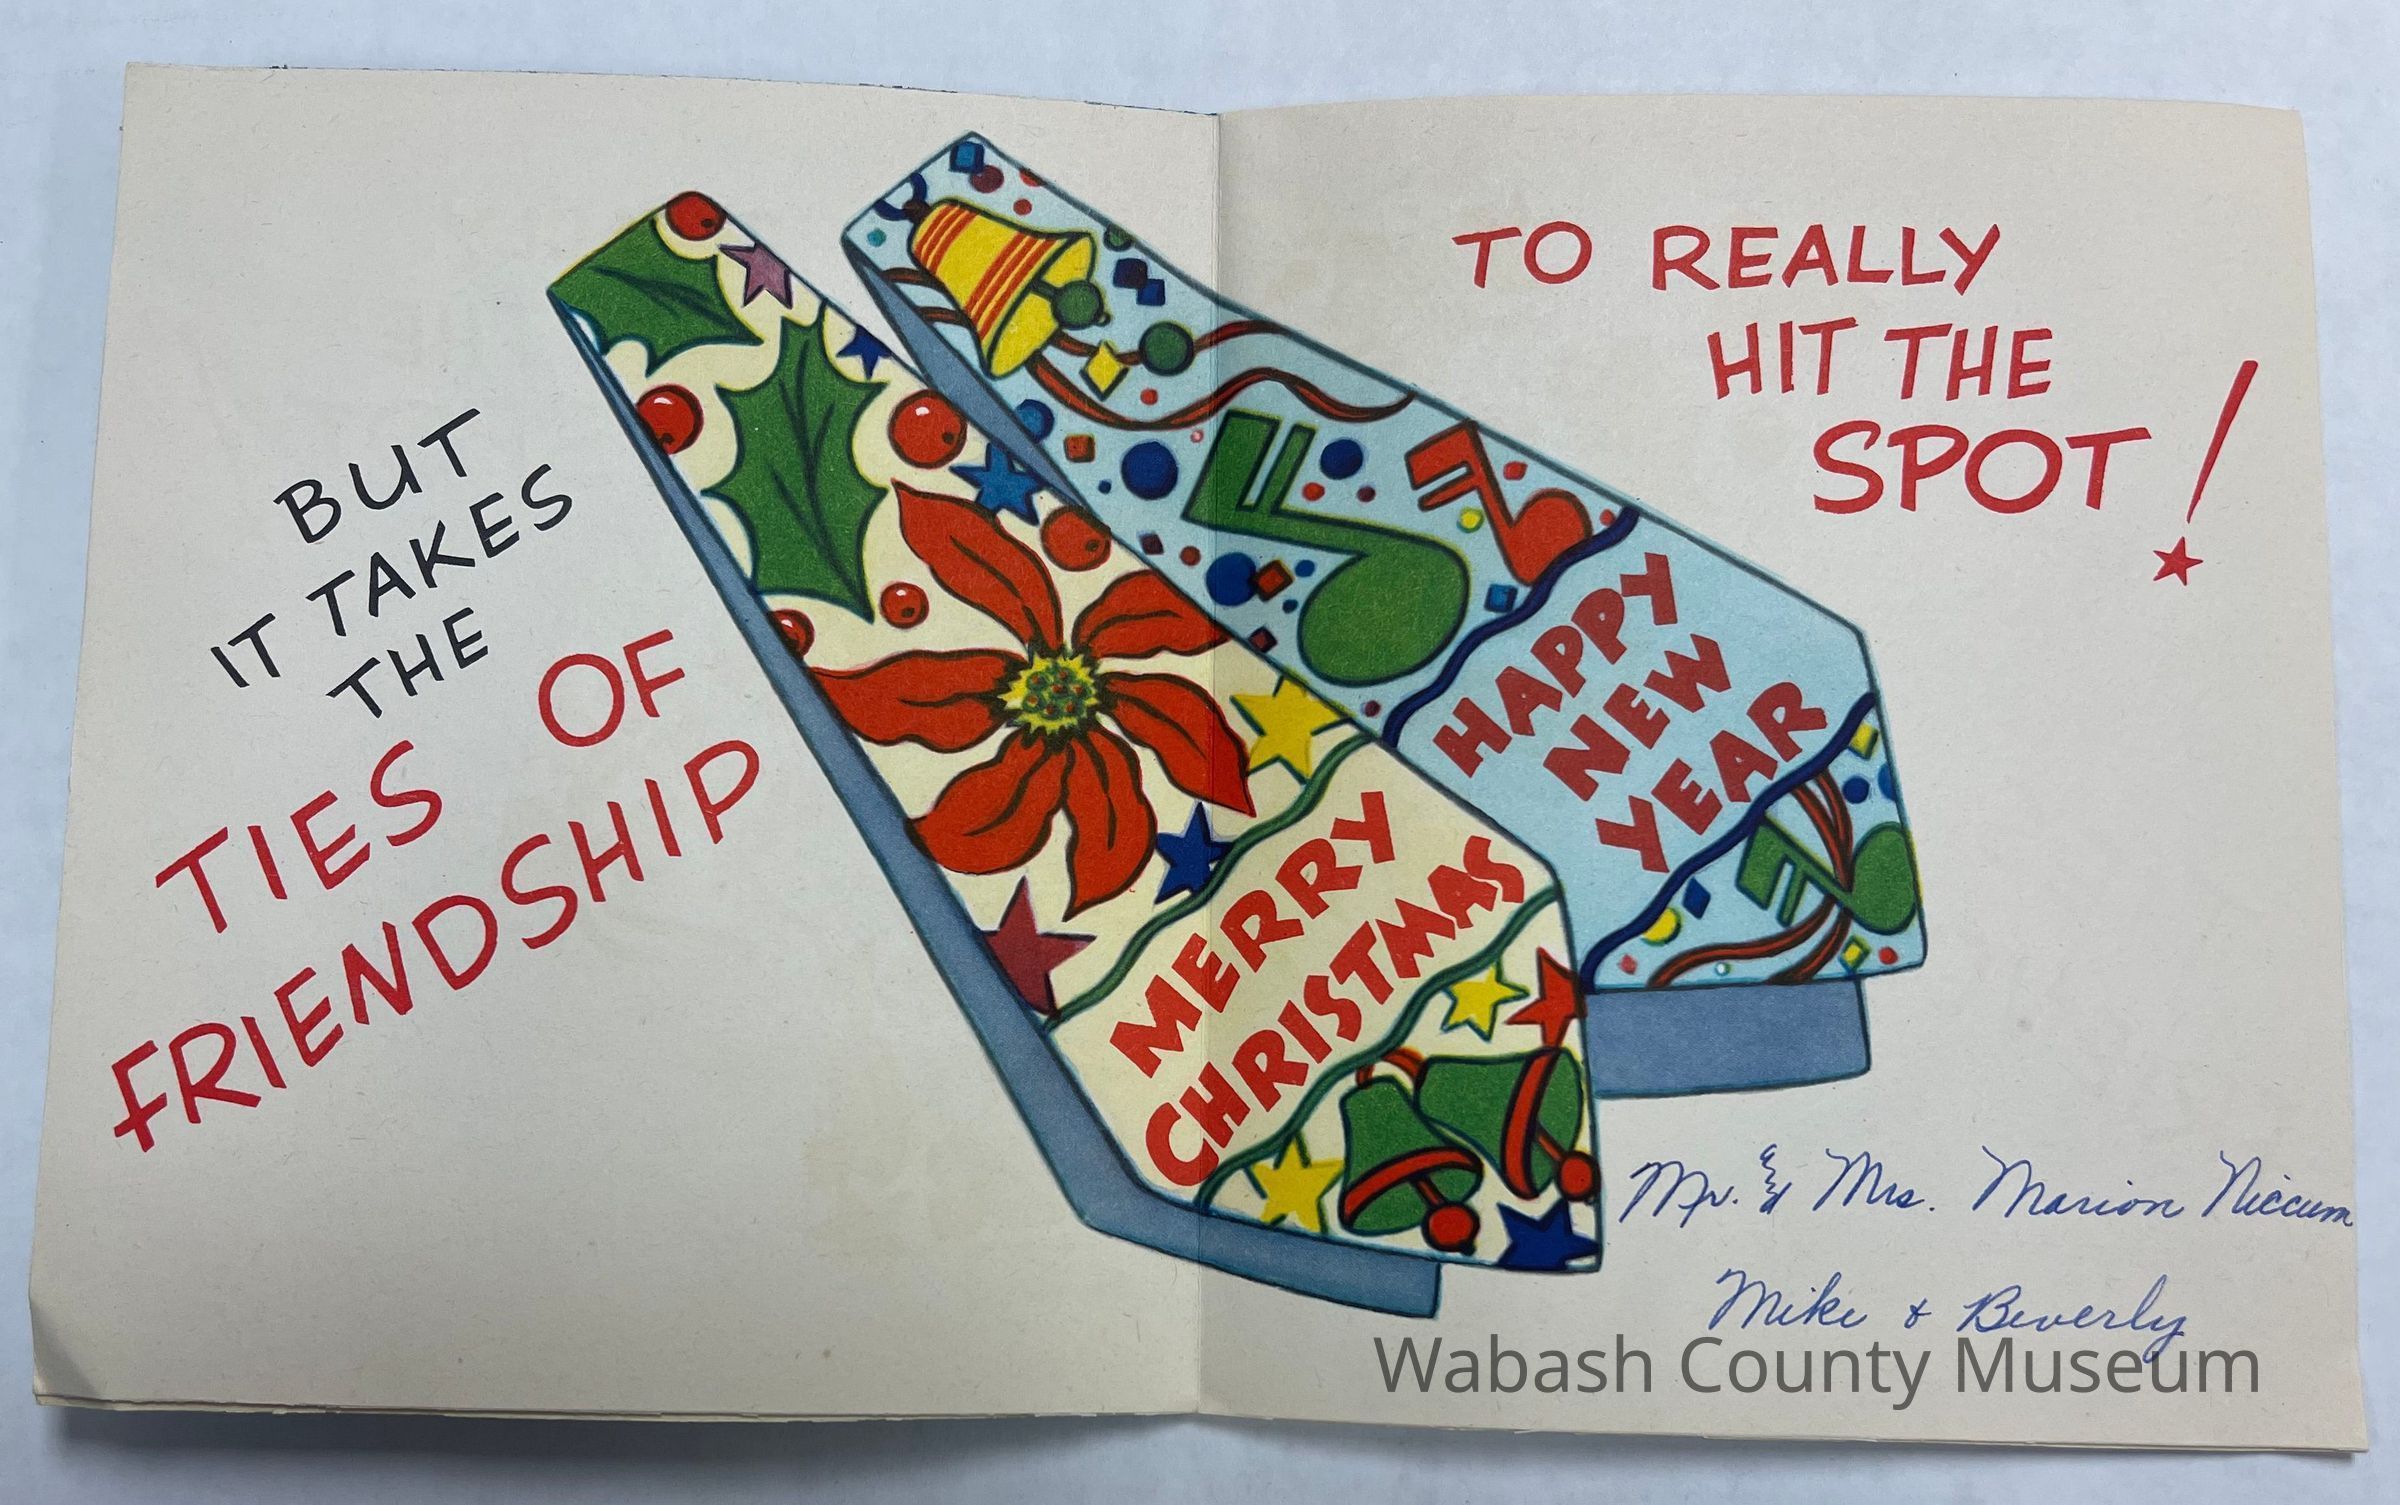 BUT
IT TAKES
THE
TIES OF
FRIENDSHIP
TO REALLY
HIT THE
SPOT!
HAPPY
NEW
YEAR
MERRY
CHRISTMAS
Mr. & Mrs. Marion Niccum
Mike & Beverly
Wabash County Museum